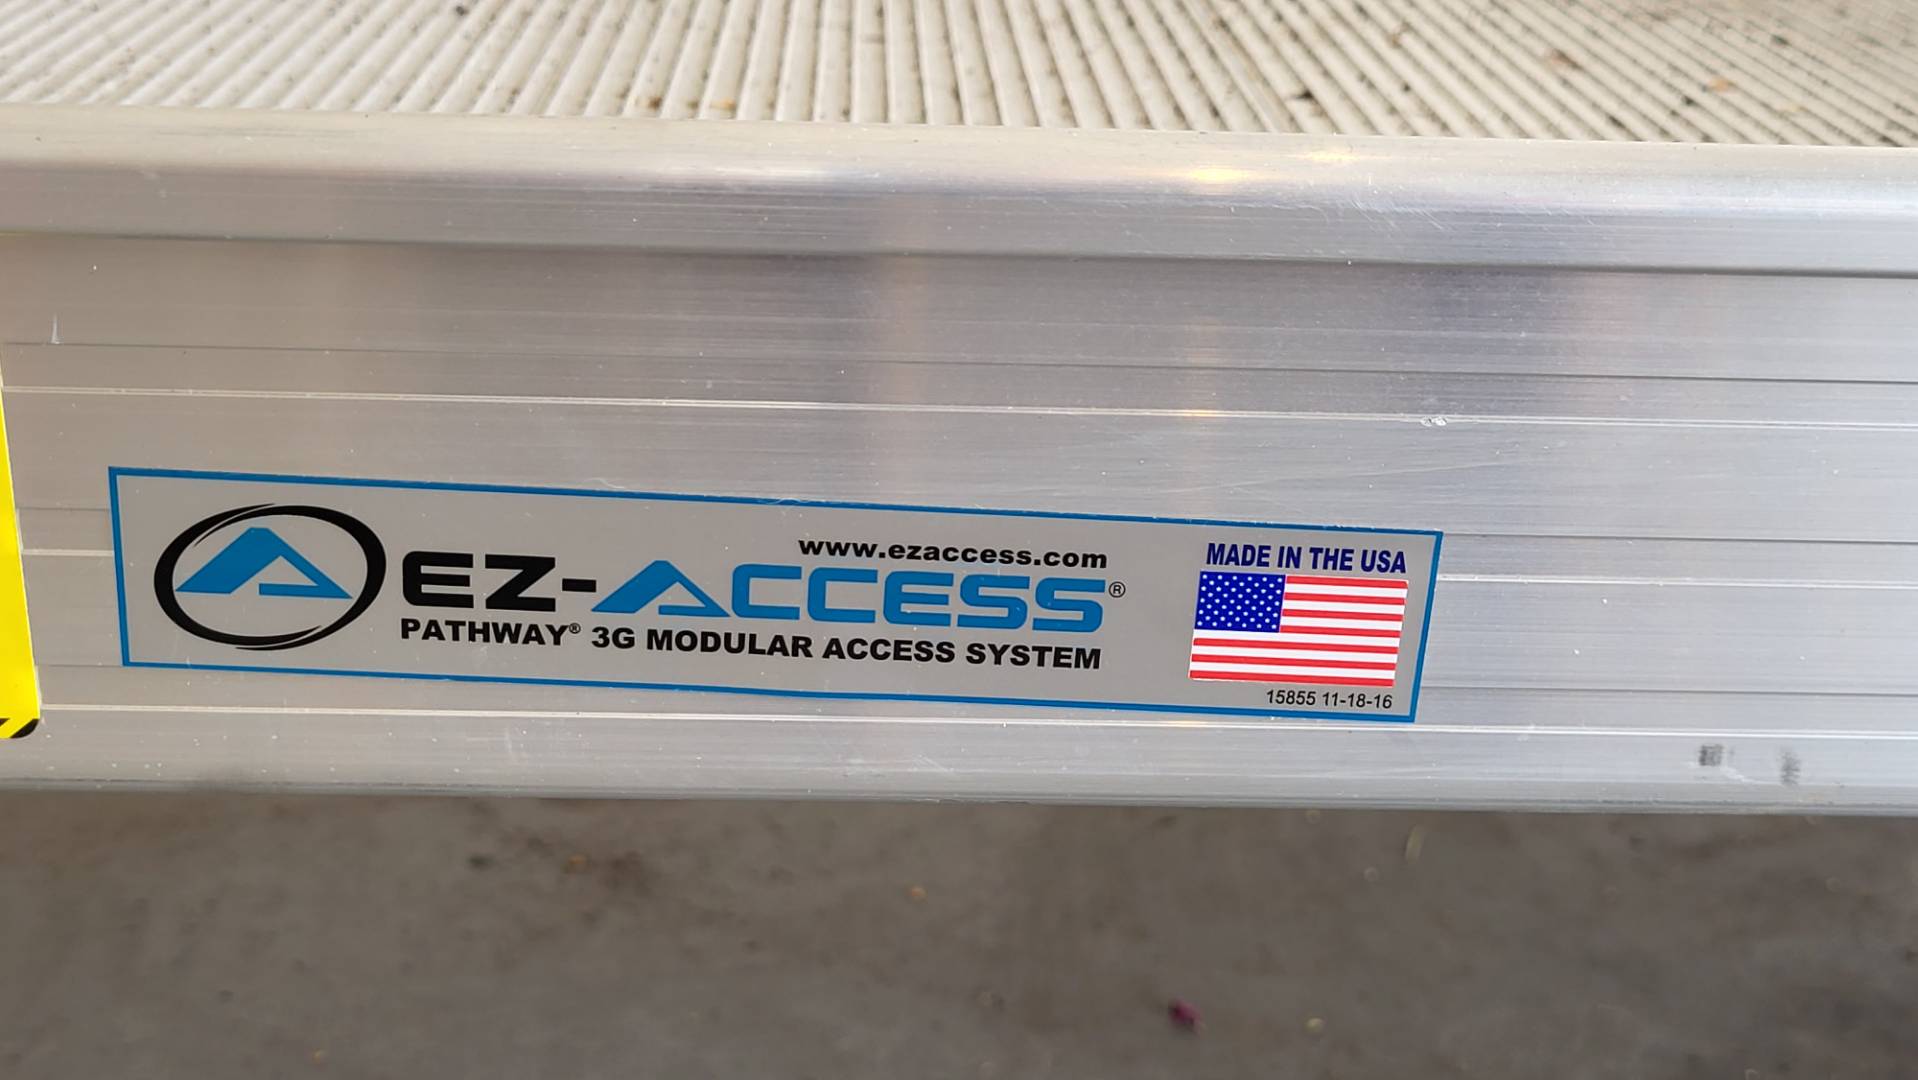 www.ezaccess.com
EZ-ACCESS®
PATHWAY® 3G MODULAR ACCESS SYSTEM
MADE IN THE USA
15855 11-18-16